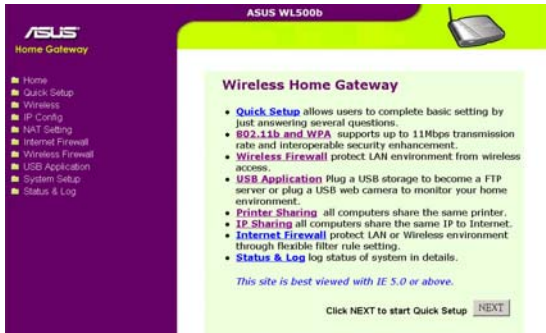 ASUS WL500b
ASUS
Home Gateway
Home
Quick Setup
Wireless
IP Config
NAT Setting
Internet Firewall
Wireless Firewall
USB Application
System Setup
Status & Log
Wireless Home Gateway
Quick Setup allows users to complete basic setting by
just answering several questions.
802.11b and WPA supports up to 11Mbps transmission
rate and interoperable security enhancement.
Wireless Firewall protect LAN environment from wireless
access.
USB Application Plug a USB storage to become a FTP
server or plug a USB web camera to monitor your home
environment.
Printer Sharing all computers share the same printer.
IP Sharing all computers share the same IP to Internet.
Internet Firewall protect LAN or Wireless environment
through flexible filter rule setting.
Status & Log log status of system in details.
This site is best viewed with IE 5.0 or above.
Click NEXT to start Quick Setup NEXT